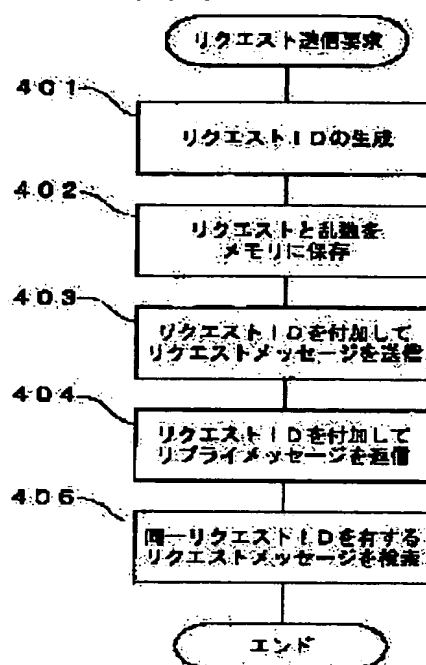 リクエスト送信要求
401
リクエストIDの生成
402
リクエストと乱数を
メモリに保存
403
リクエストIDを付加して
リクエストメッセージを送信
404
リクエストIDを付加して
リプライメッセージを返信
405
同一リクエストIDを有する
リクエストメッセージを検索
エンド